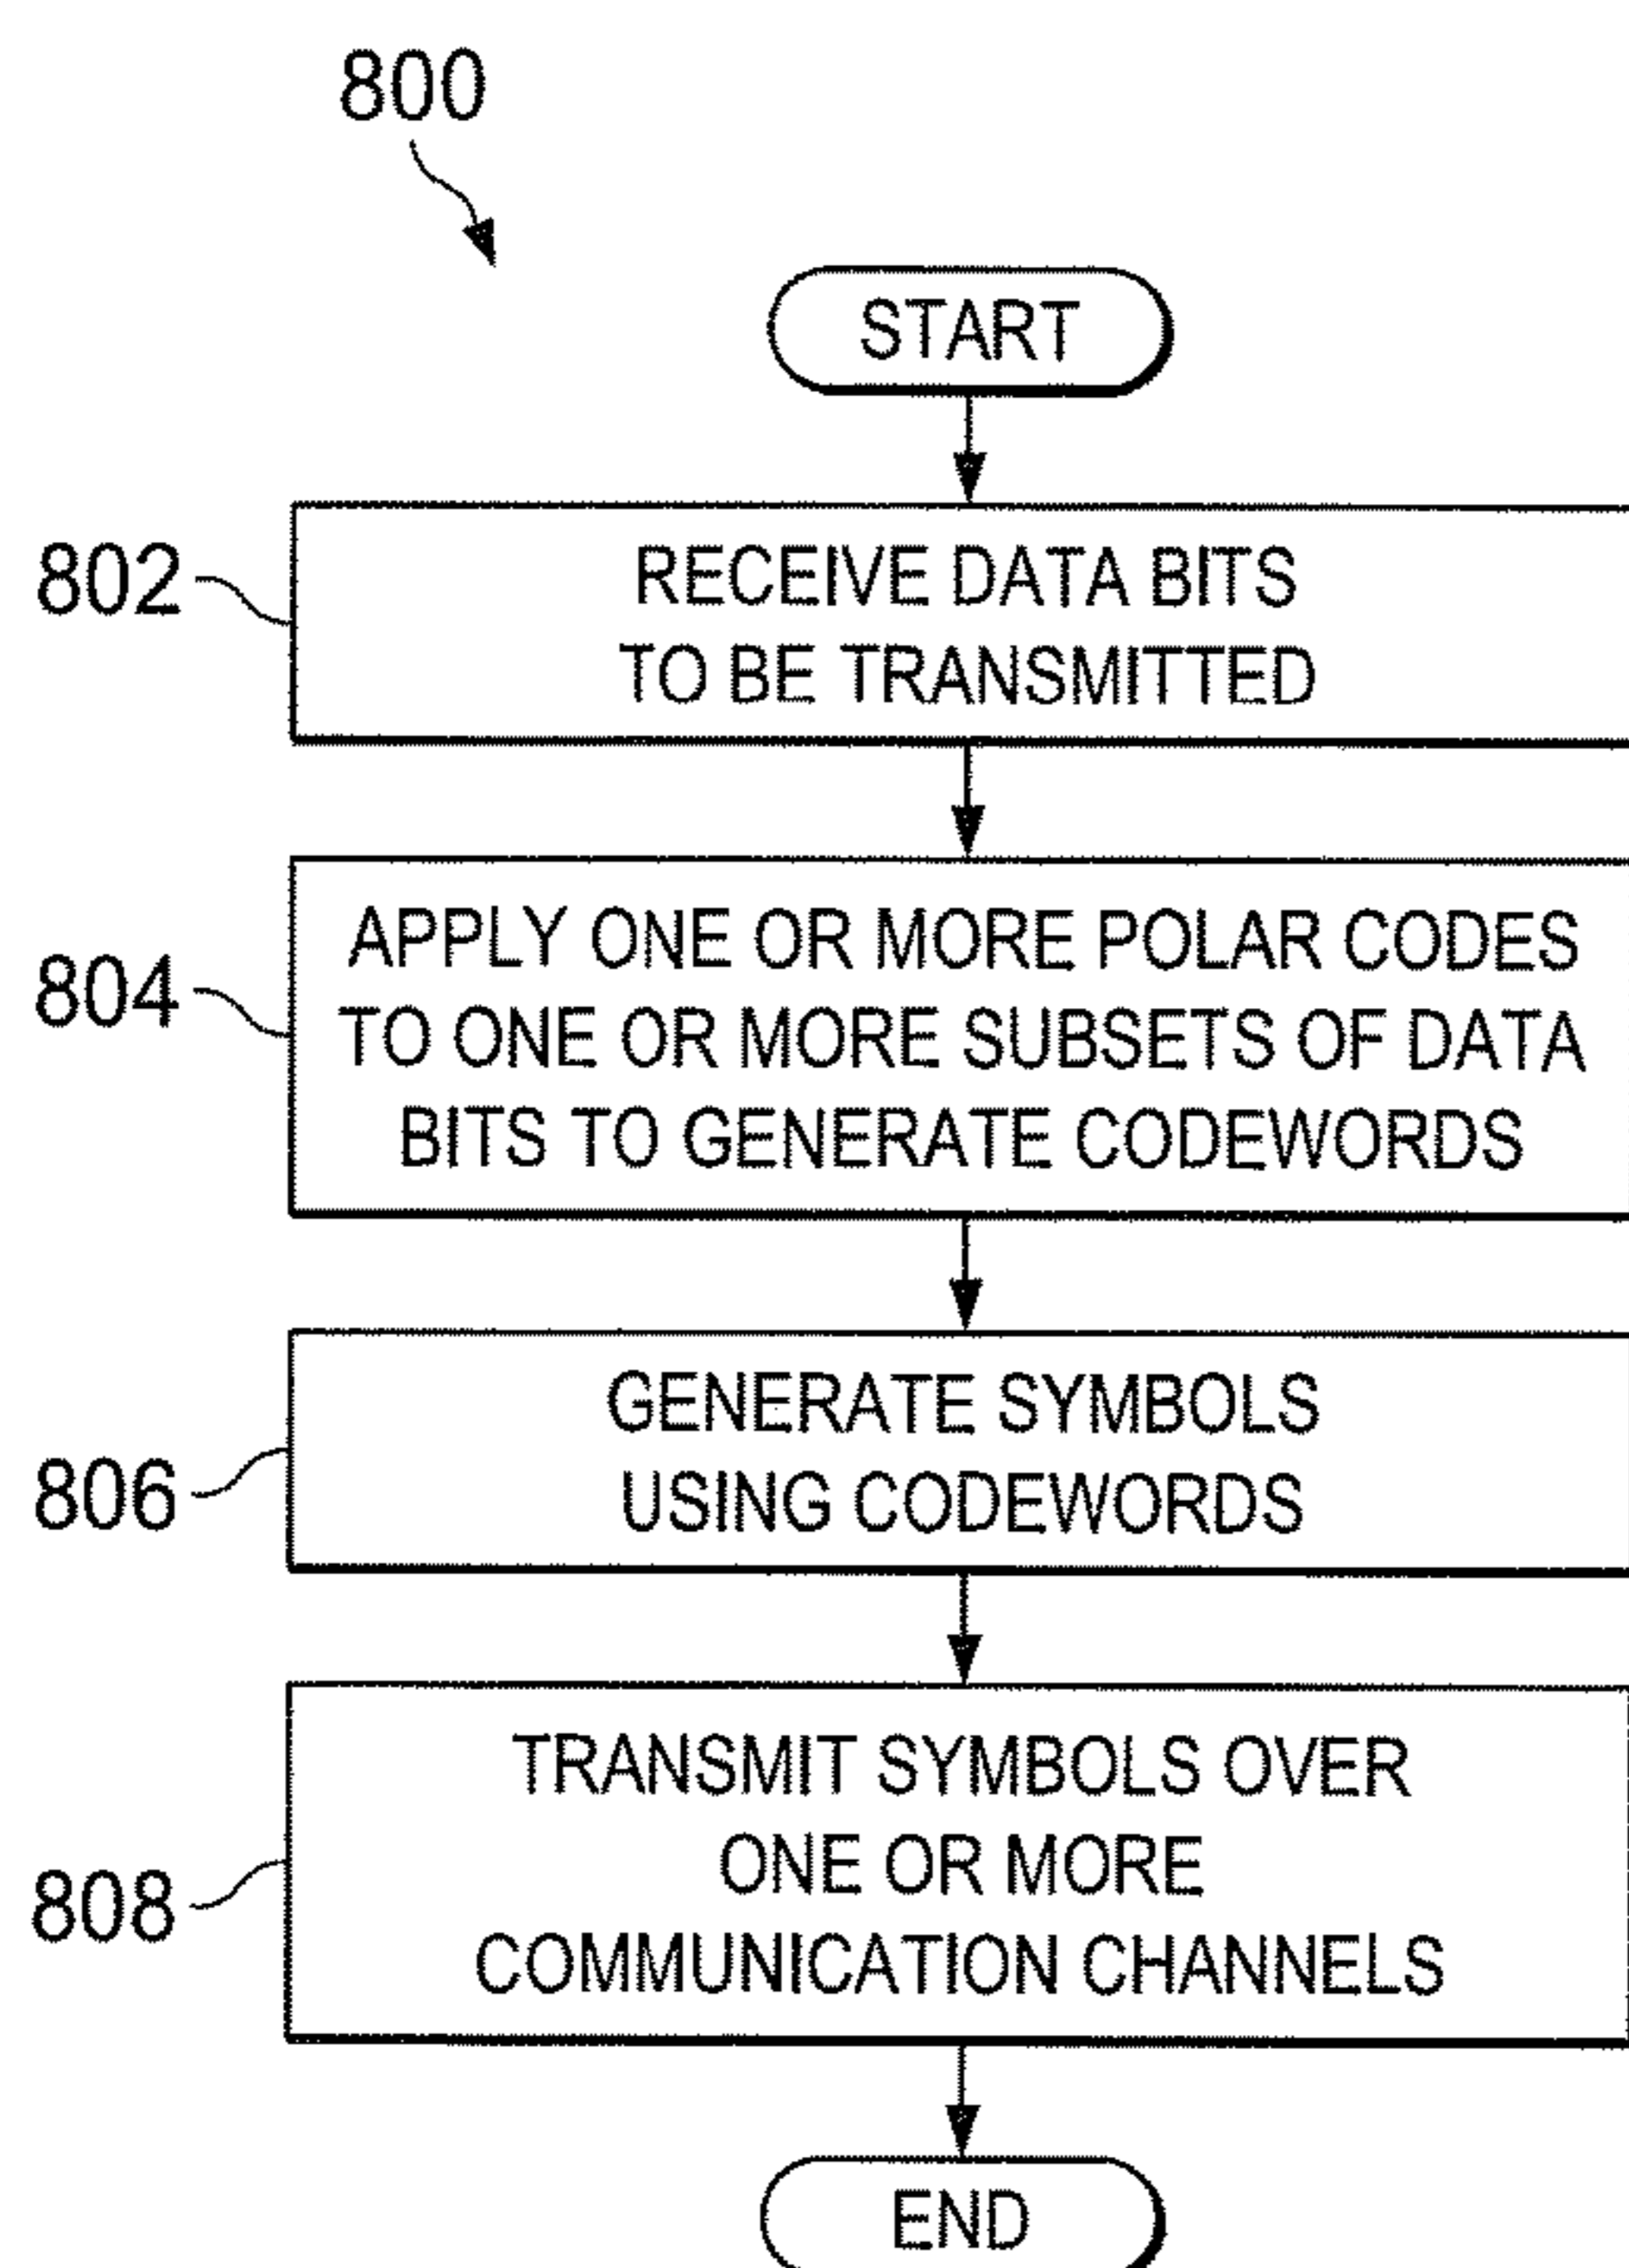 800
START
802
RECEIVE DATA BITS
TO BE TRANSMITTED
804
APPLY ONE OR MORE POLAR CODES
TO ONE OR MORE SUBSETS OF DATA
BITS TO GENERATE CODEWORDS
806
GENERATE SYMBOLS
USING CODEWORDS
808
TRANSMIT SYMBOLS OVER
ONE OR MORE
COMMUNICATION CHANNELS
END